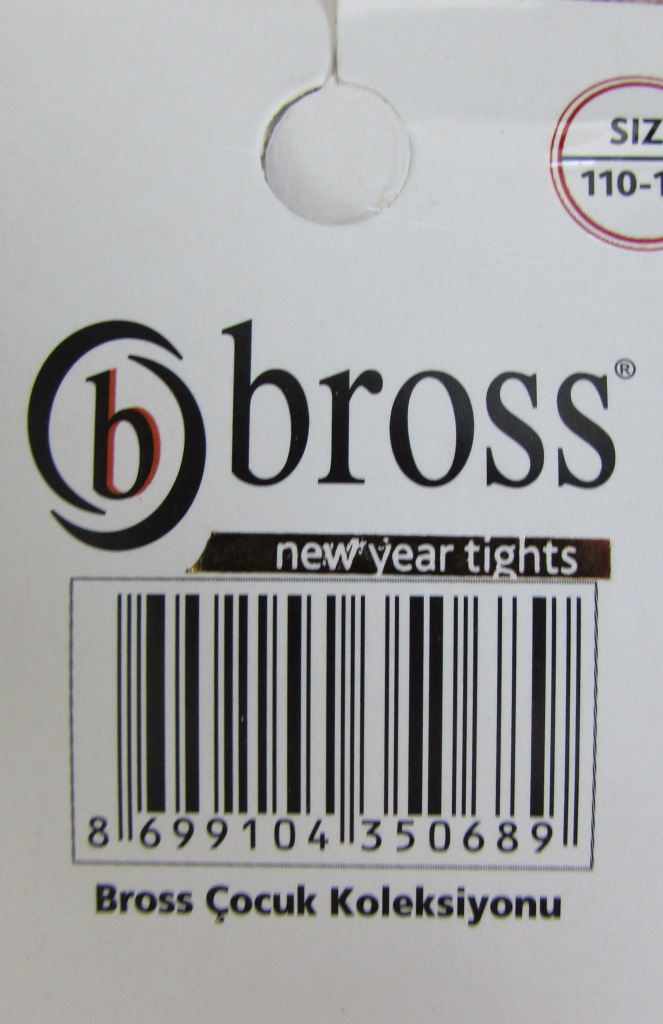 SIZ
110-1
b bross®
new year tights
8 699104 350689
Bross Çocuk Koleksiyonu